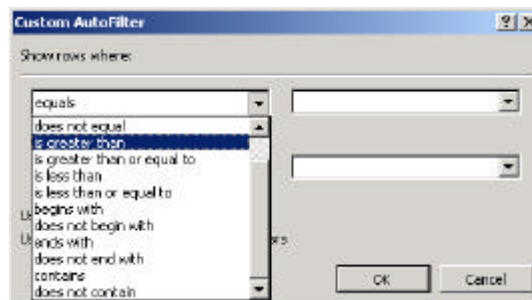 Custom AutoFilter
Show rows where:
equals
does not equal
is greater than
is greater than or equal to
is less than
is less than or equal to
begins with
does not begin with
ends with
does not end with
contains
does not contain
OK
Cancel